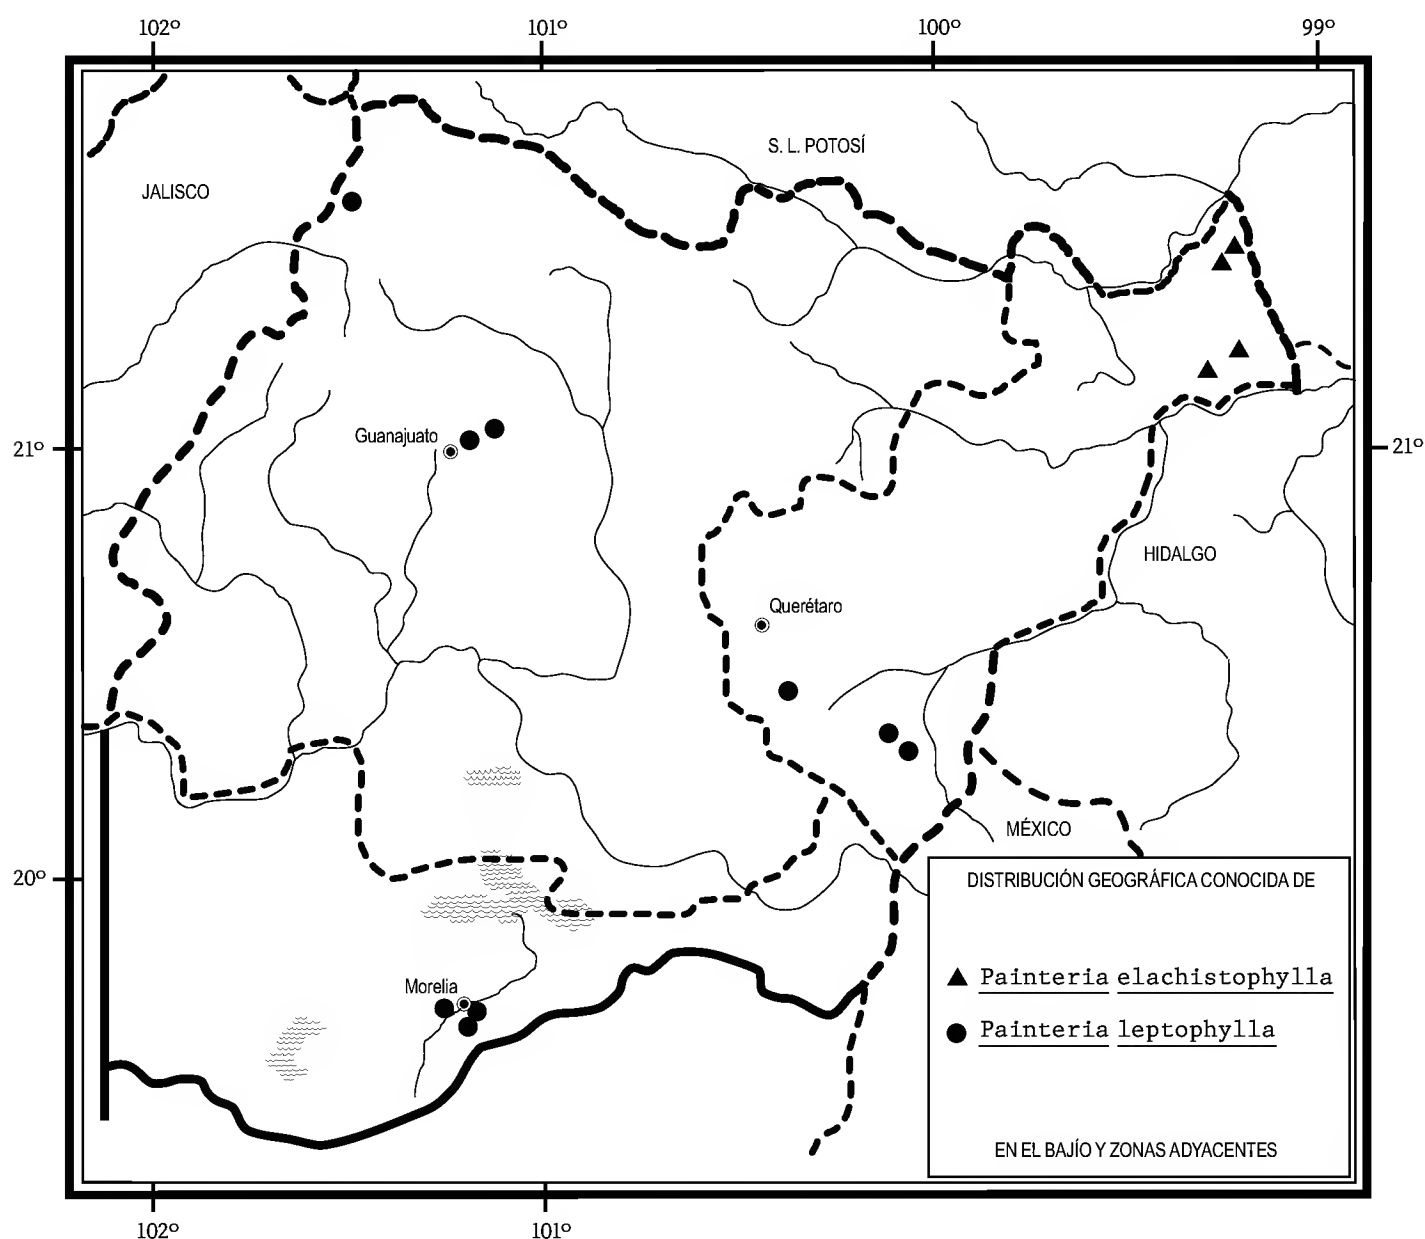 102º 101º 100º 99º
S. L. POTOSÍ
JALISCO
Guanajuato
21º 21º
HIDALGO
Querétaro
MÉXICO
20º
DISTRIBUCIÓN GEOGRÁFICA CONOCIDA DE
Painteria elachistophylla
Morelia
Painteria leptophylla
EN EL BAJÍO Y ZONAS ADYACENTES
102º 101º